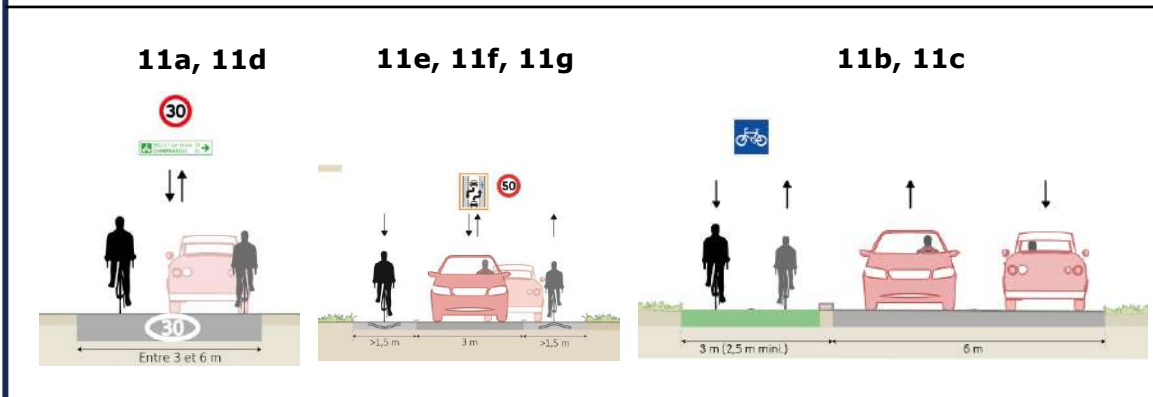 11a, 11d
11e, 11f, 11g
11b, 11c
30
50
30
Entre 3 et 6 m
>1,5 m
3 m
>1,5 m
3 m (2,5 m mini.)
6 m